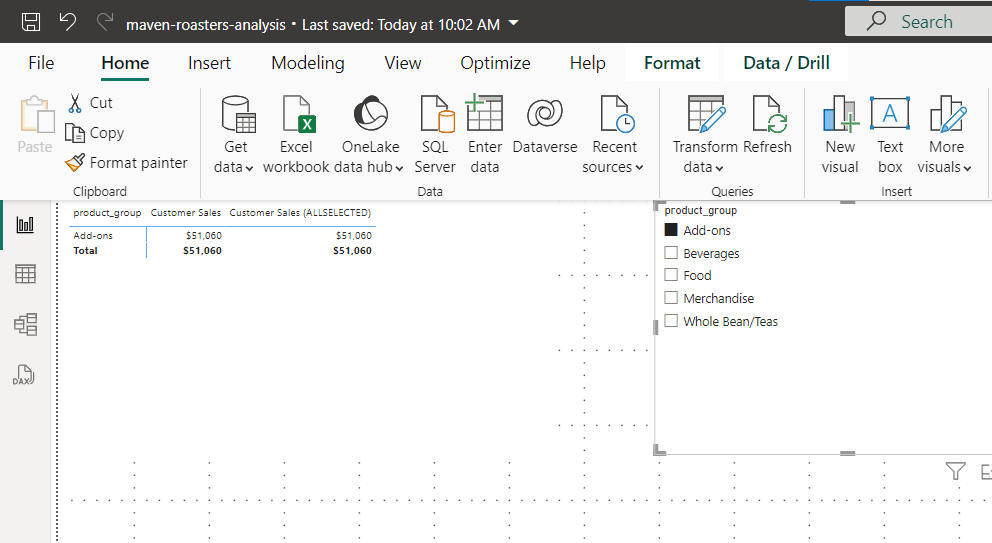 maven-roasters-analysis • Last saved: Today at 10:02 AM
Search
File Home Insert Modeling View Optimize Help Format Data / Drill
Paste
Cut
Copy
Format painter
Clipboard
Get data
Excel workbook
OneLake data hub
SQL Server
Enter data
Dataverse
Recent sources
Data
Transform data
Refresh
Queries
New visual
Text box
More visuals
Insert
product_group Customer Sales Customer Sales (ALLSELECTED)
Add-ons $51,060 $51,060
Total $51,060 $51,060
product_group
Add-ons
Beverages
Food
Merchandise
Whole Bean/Teas
X
A
DAX